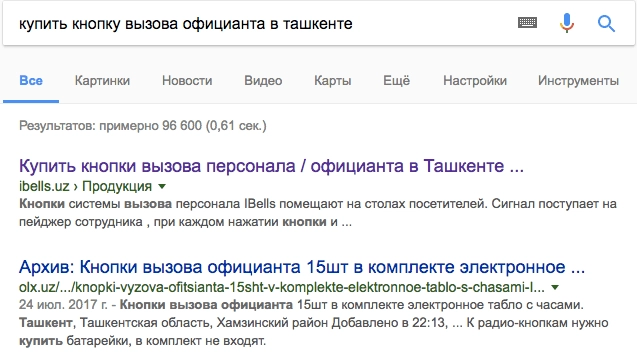 купить кнопку вызова официанта в ташкенте
Все Картинки Новости Видео Карты Ещё Настройки Инструменты
Результатов: примерно 96 600 (0,61 сек.)
Купить кнопки вызова персонала / официанта в Ташкенте ...
ibells.uz › Продукция
Кнопки системы вызова персонала IBells помещают на столах посетителей. Сигнал поступает на
пейджер сотрудника , при каждом нажатии кнопки и ...
Архив: Кнопки вызова официанта 15шт в комплекте электронное ...
olx.uz/.../knopki-vyzova-ofitsianta-15sht-v-komplekte-elektronnoe-tablo-s-chasami-I...
24 июл. 2017 г. - Кнопки вызова официанта 15шт в комплекте электронное табло с часами.
Ташкент, Ташкентская область, Хамзинский район Добавлено в 22:13, ... К радио-кнопкам нужно
купить батарейки, в комплект не входят.